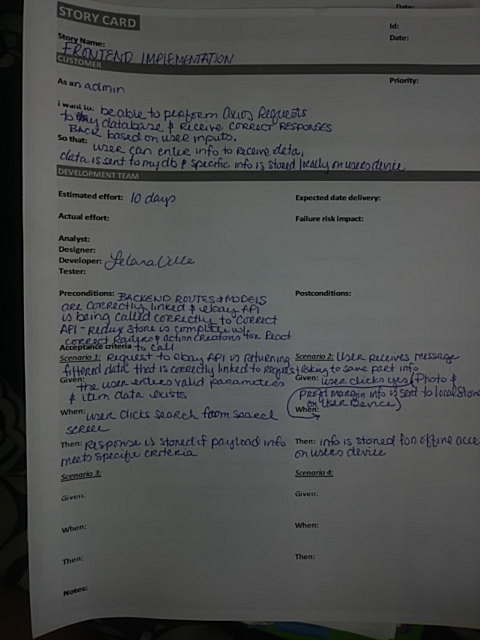 Date:
STORY CARD
Id:
Story Name:
Date:
FRONTEND IMPLEMENTATION
CUSTOMER
As an admin
Priority:
I want to: be able to perform Axios Requests
to my database & RECEIVE CORRECT RESPONSES
BACK based on user inputs.
So that: user can enter info to receive data,
data is sent to my db & specific info is stored locally on users device
DEVELOPMENT TEAM
Estimated effort: 10 days
Expected date delivery:
Actual effort:
Failure risk impact:
Analyst:
Designer:
Developer:
Tester:
Preconditions: BACKEND ROUTES & MODELS
Postconditions:
are correctly linked & ebay API
is being called correctly to correct
API - Redux store is complete w/
correct Reducer & action creators for React
Acceptance criteria to call
Scenario 1: Request to ebay API is returning
filtered data that is correctly linked to request
Scenario 2: User receives message
asking to save part info
Given: the user enters valid parameters
& item data exists
Given: user clicks yes (Photo &
profit margin info is sent to local Stora
on User Device)
When: user clicks search from search
screen
When:
Then: Response is stored if payload info
meets specific criteria
Then: info is stored for offline acce
on users device
Scenario 3:
Scenario 4:
Given:
Given:
When:
When:
Then:
Then:
Notes: